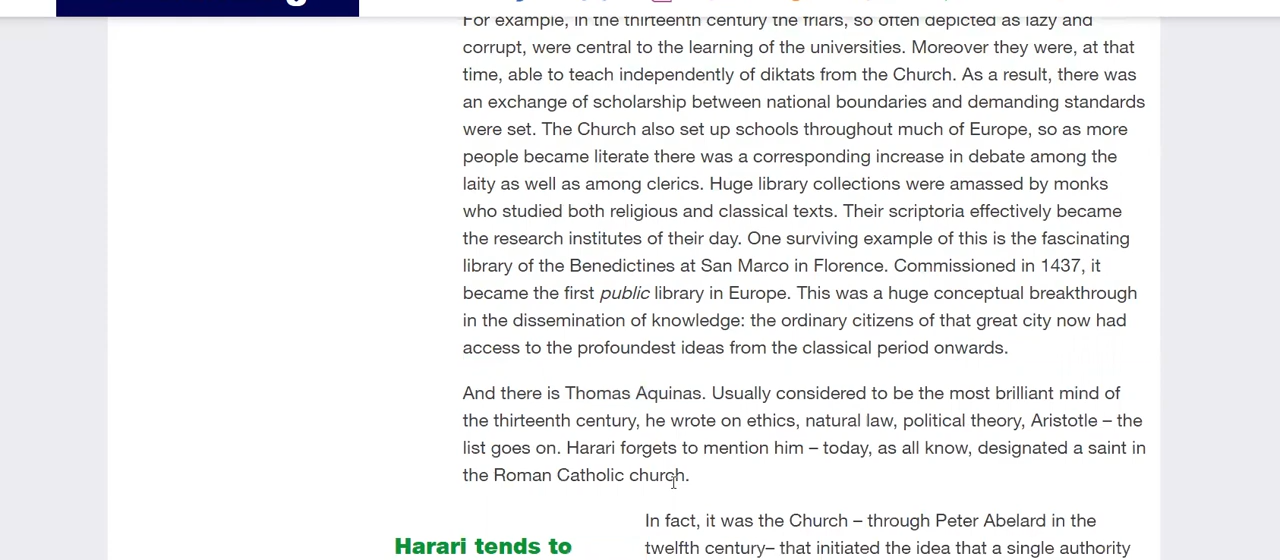 For example, in the thirteenth century the friars, so often depicted as lazy and
corrupt, were central to the learning of the universities. Moreover they were, at that
time, able to teach independently of diktats from the Church. As a result, there was
an exchange of scholarship between national boundaries and demanding standards
were set. The Church also set up schools throughout much of Europe, so as more
people became literate there was a corresponding increase in debate among the
laity as well as among clerics. Huge library collections were amassed by monks
who studied both religious and classical texts. Their scriptoria effectively became
the research institutes of their day. One surviving example of this is the fascinating
library of the Benedictines at San Marco in Florence. Commissioned in 1437, it
became the first public library in Europe. This was a huge conceptual breakthrough
in the dissemination of knowledge: the ordinary citizens of that great city now had
access to the profoundest ideas from the classical period onwards.
And there is Thomas Aquinas. Usually considered to be the most brilliant mind of
the thirteenth century, he wrote on ethics, natural law, political theory, Aristotle – the
list goes on. Harari forgets to mention him – today, as all know, designated a saint in
the Roman Catholic church.
In fact, it was the Church – through Peter Abelard in the
twelfth century– that initiated the idea that a single authority
Harari tends to